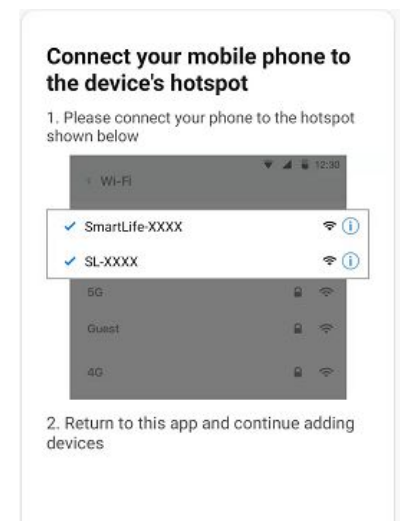 Connect your mobile phone to
the device's hotspot
1. Please connect your phone to the hotspot
shown below
12:30
Wi-Fi
SmartLife-XXXX
SL-XXXX
5G
Guest
4G
2. Return to this app and continue adding
devices